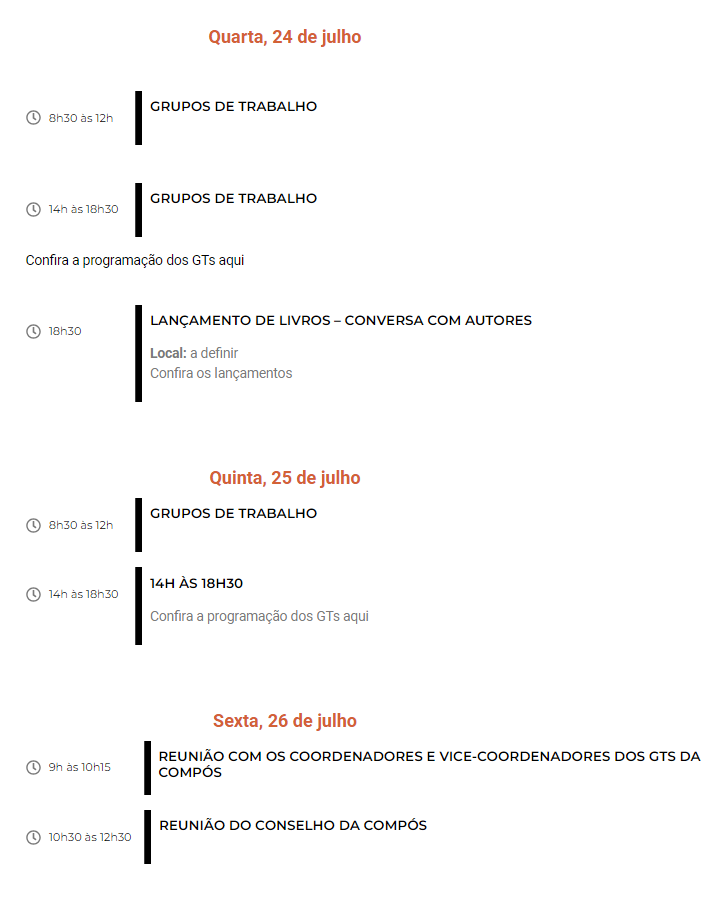 Quarta, 24 de julho
8h30 às 12h
GRUPOS DE TRABALHO
14h às 18h30
GRUPOS DE TRABALHO
Confira a programação dos GTs aqui
18h30
LANÇAMENTO DE LIVROS – CONVERSA COM AUTORES
Local: a definir
Confira os lançamentos
Quinta, 25 de julho
8h30 às 12h
GRUPOS DE TRABALHO
14h às 18h30
14H ÀS 18H30
Confira a programação dos GTs aqui
Sexta, 26 de julho
9h às 10h15
REUNIÃO COM OS COORDENADORES E VICE-COORDENADORES DOS GTS DA
COMPÓS
10h30 às 12h30
REUNIÃO DO CONSELHO DA COMPÓS